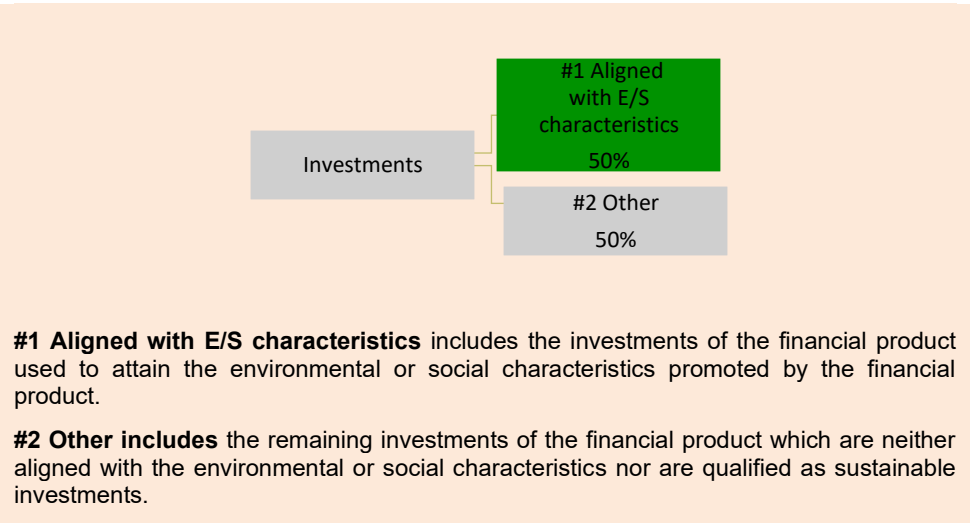 #1 Aligned
with E/S
characteristics
50%
Investments
#2 Other
50%
#1 Aligned with E/S characteristics includes the investments of the financial product
used to attain the environmental or social characteristics promoted by the financial
product.
#2 Other includes the remaining investments of the financial product which are neither
aligned with the environmental or social characteristics nor are qualified as sustainable
investments.